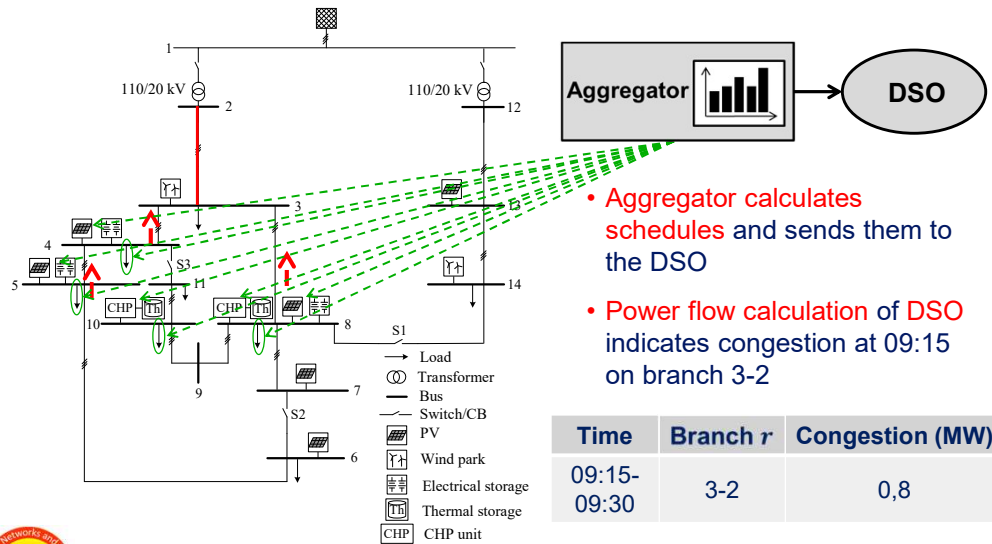 1
110/20 kV
110/20 kV
2
12
Aggregator
DSO
3
13
4
S3
5
11
14
CHP
Th
CHP
Th
10
8
S1
9
7
S2
6
Load
Transformer
Bus
Switch/CB
PV
Wind park
Electrical storage
Th
Thermal storage
CHP
CHP unit
• Aggregator calculates
schedules and sends them to
the DSO
• Power flow calculation of DSO
indicates congestion at 09:15
on branch 3-2
Time Branch r Congestion (MW)
09:15-
09:30
3-2
0,8
Networks and